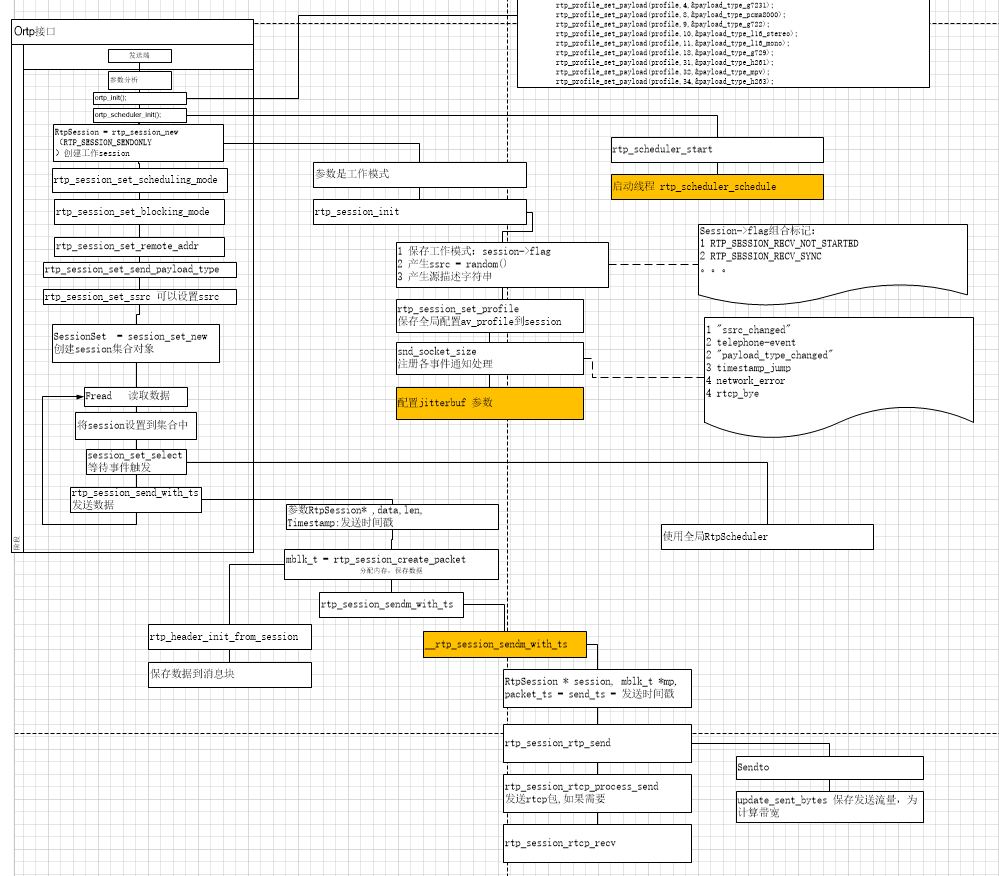 rtp_profile_set_payload(profile,4,&payload_type_g7231);
rtp_profile_set_payload(profile,8,&payload_type_pcma8000);
rtp_profile_set_payload(profile,9,&payload_type_g722);
rtp_profile_set_payload(profile,10,&payload_type_l16_stereo);
rtp_profile_set_payload(profile,11,&payload_type_l16_mono);
rtp_profile_set_payload(profile,18,&payload_type_g729);
rtp_profile_set_payload(profile,31,&payload_type_h261);
rtp_profile_set_payload(profile,32,&payload_type_mpv);
rtp_profile_set_payload(profile,34,&payload_type_h263);
Ortp接口
发送端
参数分析
ortp_init();
ortp_scheduler_init();
RtpSession = rtp_session_new
(RTP_SESSION_SENDONLY
) 创建工作session
rtp_session_set_scheduling_mode
rtp_session_set_blocking_mode
rtp_session_set_remote_addr
rtp_session_set_send_payload_type
rtp_session_set_ssrc 可以设置ssrc
SessionSet = session_set_new
创建session集合对象
Fread 读取数据
将session设置到集合中
session_set_select
等待事件触发
rtp_session_send_with_ts
发送数据
阶段
参数是工作模式
rtp_session_init
1 保存工作模式: session->flag
2 产生ssrc = random()
3 产生源描述字符串
rtp_session_set_profile
保存全局配置av_profile到session
snd_socket_size
注册各事件通知处理
配置jitterbuf 参数
rtp_scheduler_start
启动线程 rtp_scheduler_schedule
Session->flag组合标记:
1 RTP_SESSION_RECV_NOT_STARTED
2 RTP_SESSION_RECV_SYNC
。。。
1 "ssrc_changed"
2 telephone-event
2 "payload_type_changed"
3 timestamp_jump
4 network_error
4 rtcp_bye
使用全局RtpScheduler
参数RtpSession* ,data,len,
Timestamp:发送时间戳
mblk_t = rtp_session_create_packet
分配内存，保存数据
rtp_session_sendm_with_ts
rtp_header_init_from_session
保存数据到消息块
__rtp_session_sendm_with_ts
RtpSession * session, mblk_t *mp,
packet_ts = send_ts = 发送时间戳
rtp_session_rtp_send
Sendto
update_sent_bytes 保存发送流量，为
计算带宽
rtp_session_rtcp_process_send
发送rtcp包,如果需要
rtp_session_rtcp_recv